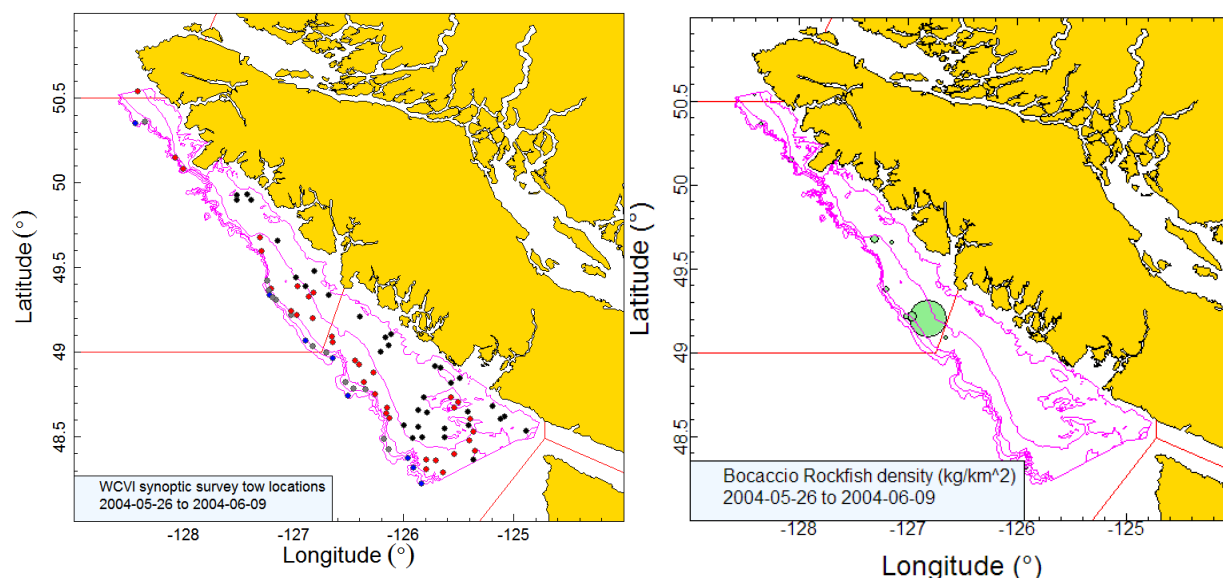 50.5
50
49.5
49
48.5
Latitude (°)
-128
-127
-126
-125
Longitude (°)
WCVI synoptic survey tow locations
2004-05-26 to 2004-06-09
50.5
50
49.5
49
48.5
Latitude (°)
-128
-127
-126
-125
Longitude (°)
Bocaccio Rockfish density (kg/km^2)
2004-05-26 to 2004-06-09